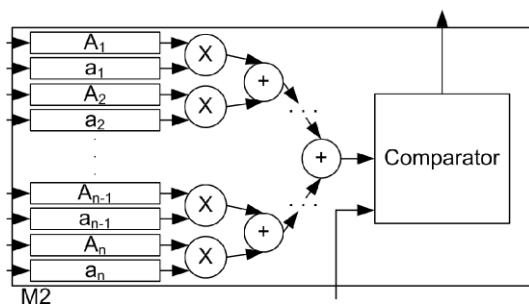 A1
a1
A2
a2
An-1
an-1
An
an
X
X
X
X
+
+
+
. . .
. . .
Comparator
M2